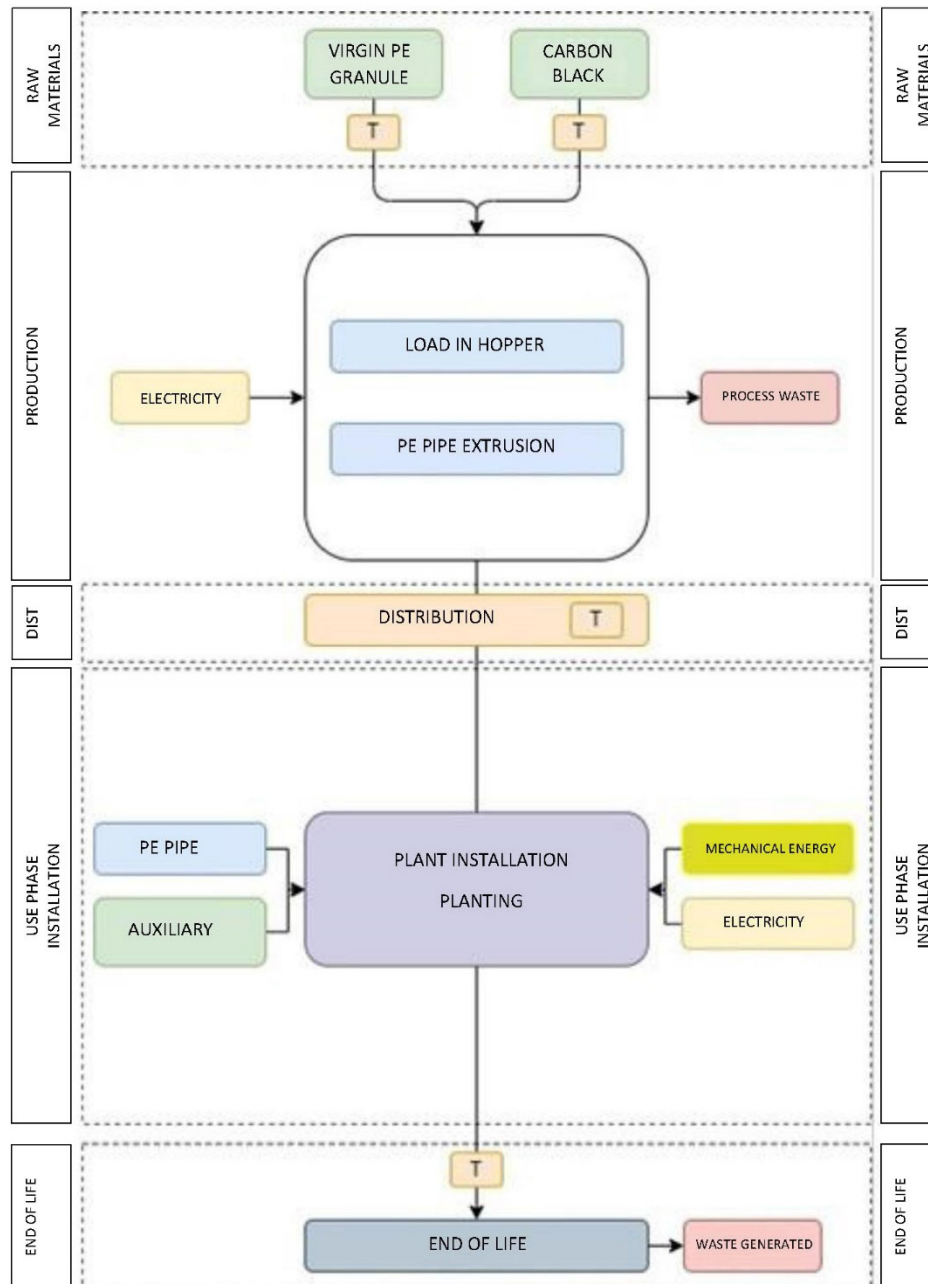 RAW
MATERIALS
VIRGIN PE
GRANULE
CARBON
BLACK
RAW
MATERIALS
T
T
PRODUCTION
LOAD IN HOPPER
ELECTRICITY
PROCESS WASTE
PE PIPE EXTRUSION
PRODUCTION
DIST
DISTRIBUTION
T
DIST
USE PHASE
INSTALLATION
PE PIPE
AUXILIARY
PLANT INSTALLATION
PLANTING
MECHANICAL ENERGY
ELECTRICITY
USE PHASE
INSTALLATION
END OF LIFE
T
END OF LIFE
WASTE GENERATED
END OF LIFE